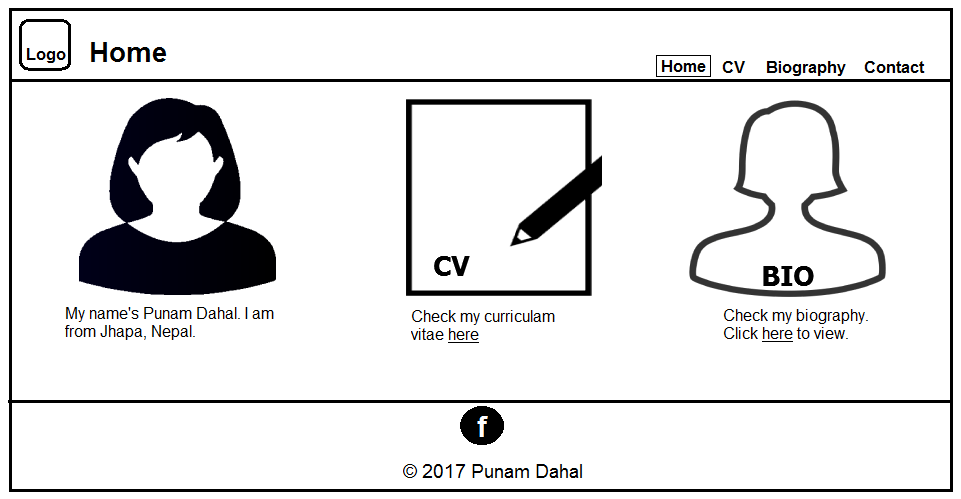 Logo
Home
Home CV Biography Contact
CV
BIO
My name's Punam Dahal. I am
from Jhapa, Nepal.
Check my curriculam
vitae here
Check my biography.
Click here to view.
f
© 2017 Punam Dahal